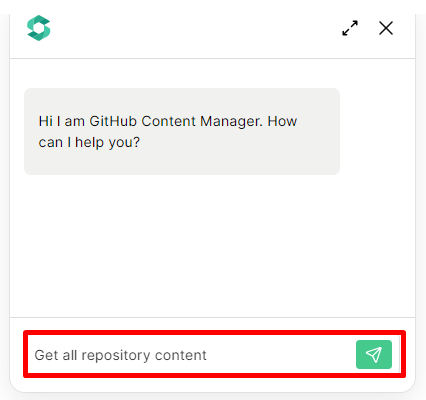 Hi I am GitHub Content Manager. How
can I help you?
Get all repository content